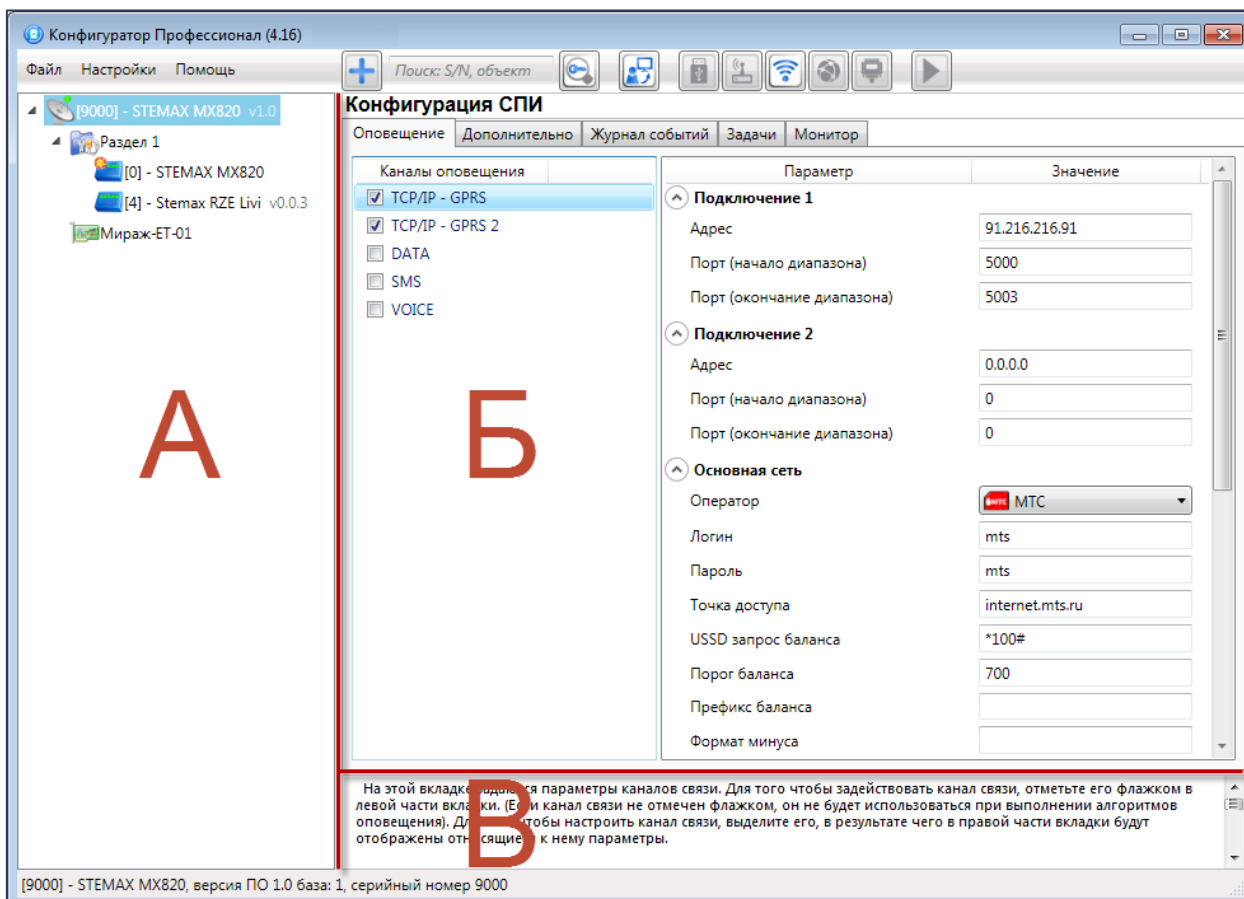 Конфигуратор Профессионал (4.16)
Файл Настройки Помощь
Поиск: S/N, объект
[9000] - STEMAX MX820 v1.0
Раздел 1
[0] - STEMAX MX820
[4] - Stemax RZE Livi v0.0.3
Мираж-ET-01
А
Конфигурация СПИ
Оповещение Дополнительно Журнал событий Задачи Монитор
Каналы оповещения
TCP/IP - GPRS
TCP/IP - GPRS 2
DATA
SMS
VOICE
Б
Параметр Значение
Подключение 1
Адрес 91.216.216.91
Порт (начало диапазона) 5000
Порт (окончание диапазона) 5003
Подключение 2
Адрес 0.0.0.0
Порт (начало диапазона) 0
Порт (окончание диапазона) 0
Основная сеть
Оператор МТС
Логин mts
Пароль mts
Точка доступа internet.mts.ru
USSD запрос баланса *100#
Порог баланса 700
Префикс баланса
Формат минуса
На этой вкладке задаются параметры каналов связи. Для того чтобы задействовать канал связи, отметьте его флажком в
левой части вкладки. (Если канал связи не отмечен флажком, он не будет использоваться при выполнении алгоритмов
оповещения). Для того чтобы настроить канал связи, выделите его, в результате чего в правой части вкладки будут
отображены относящиеся к нему параметры.
В
[9000] - STEMAX MX820, версия ПО 1.0 база: 1, серийный номер 9000